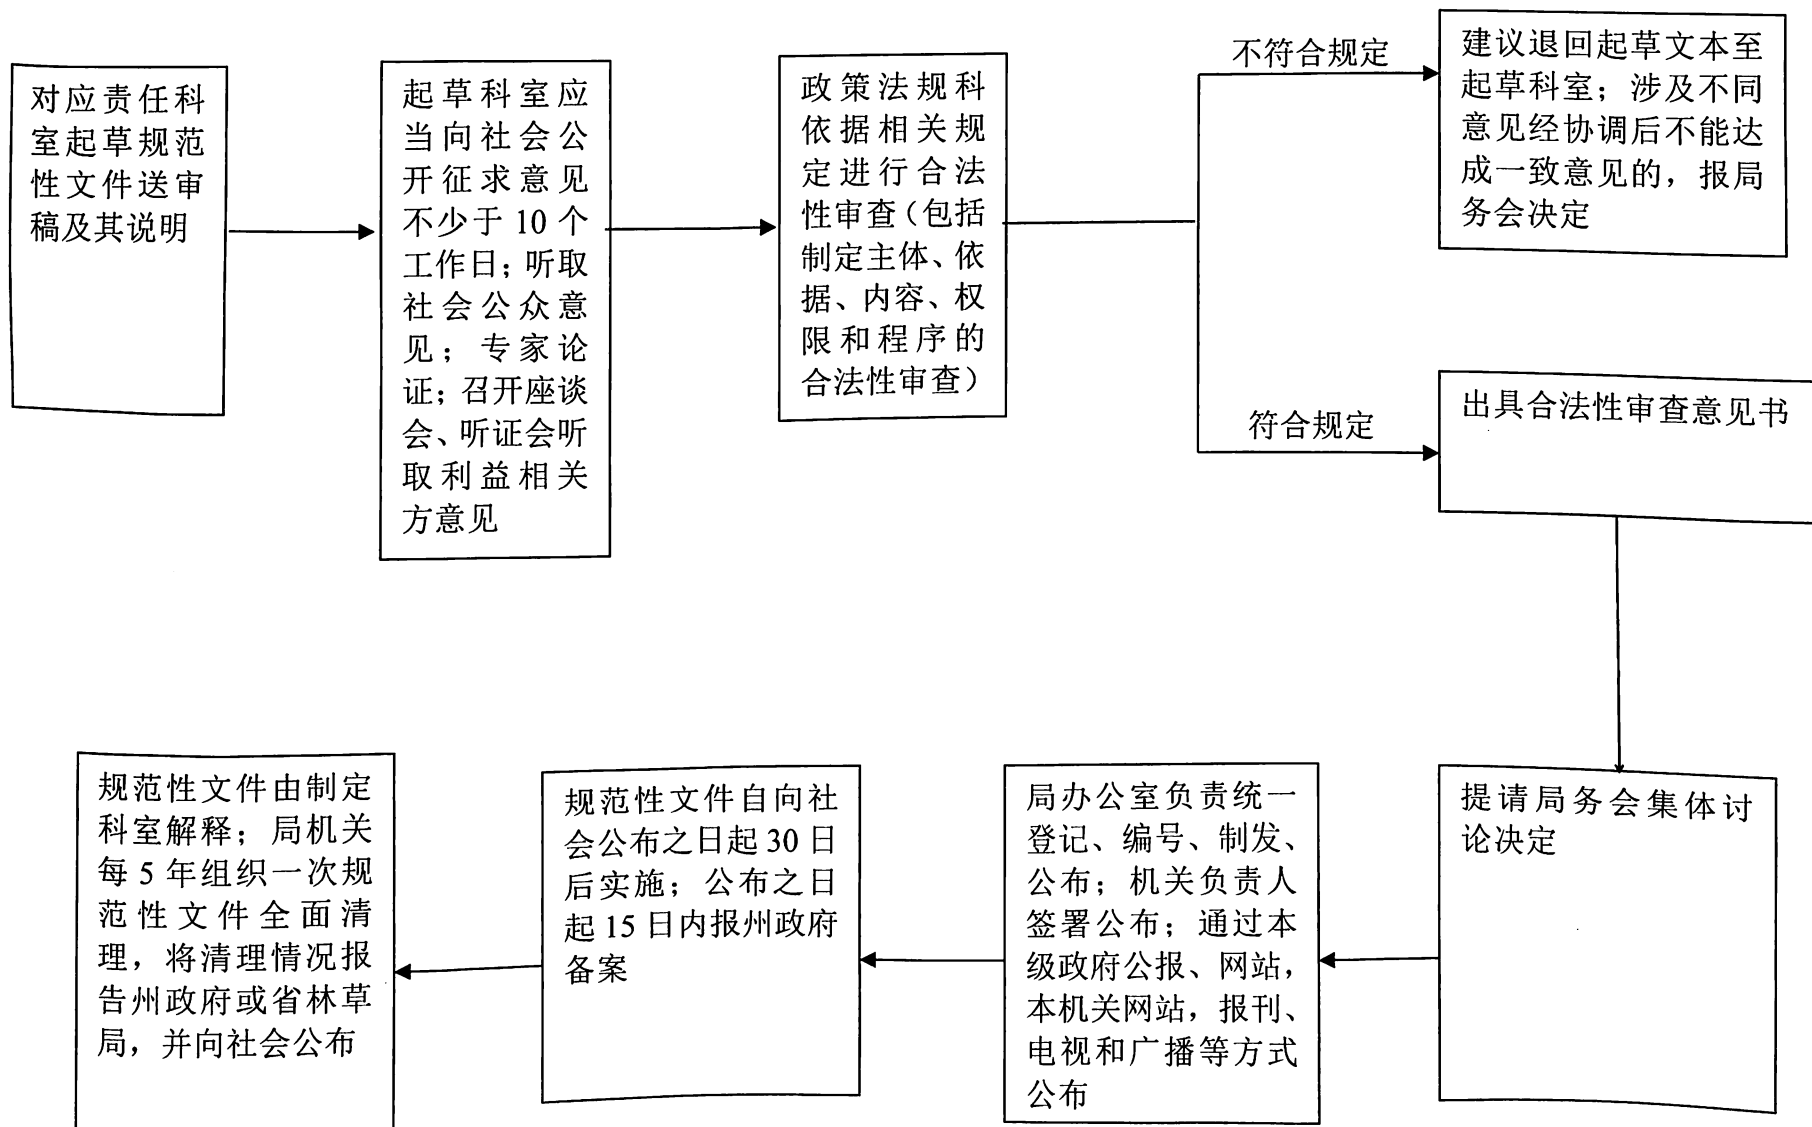 对应责任科
室起草规范
性文件送审
稿及其说明
起草科室应
当向社会公
开征求意见
不少于 10 个
工作日；听取
社会公众意
见；专家论
证；召开座谈
会、听证会听
取利益相关
方意见
政策法规科
依据相关规
定进行合法
性审查（包括
制定主体、依
据、内容、权
限和程序的
合法性审查）
不符合规定
建议退回起草文本至
起草科室；涉及不同
意见经协调后不能达
成一致意见的，报局
务会决定
符合规定
出具合法性审查意见书
提请局务会集体讨
论决定
局办公室负责统一
登记、编号、制发、
公布；机关负责人
签署公布；通过本
级政府公报、网站，
本机关网站，报刊、
电视和广播等方式
公布
规范性文件自向社
会公布之日起 30 日
后实施；公布之日
起 15 日内报州政府
备案
规范性文件由制定
科室解释；局机关
每 5 年组织一次规
范性文件全面清
理，将清理情况报
告州政府或省林草
局，并向社会公布